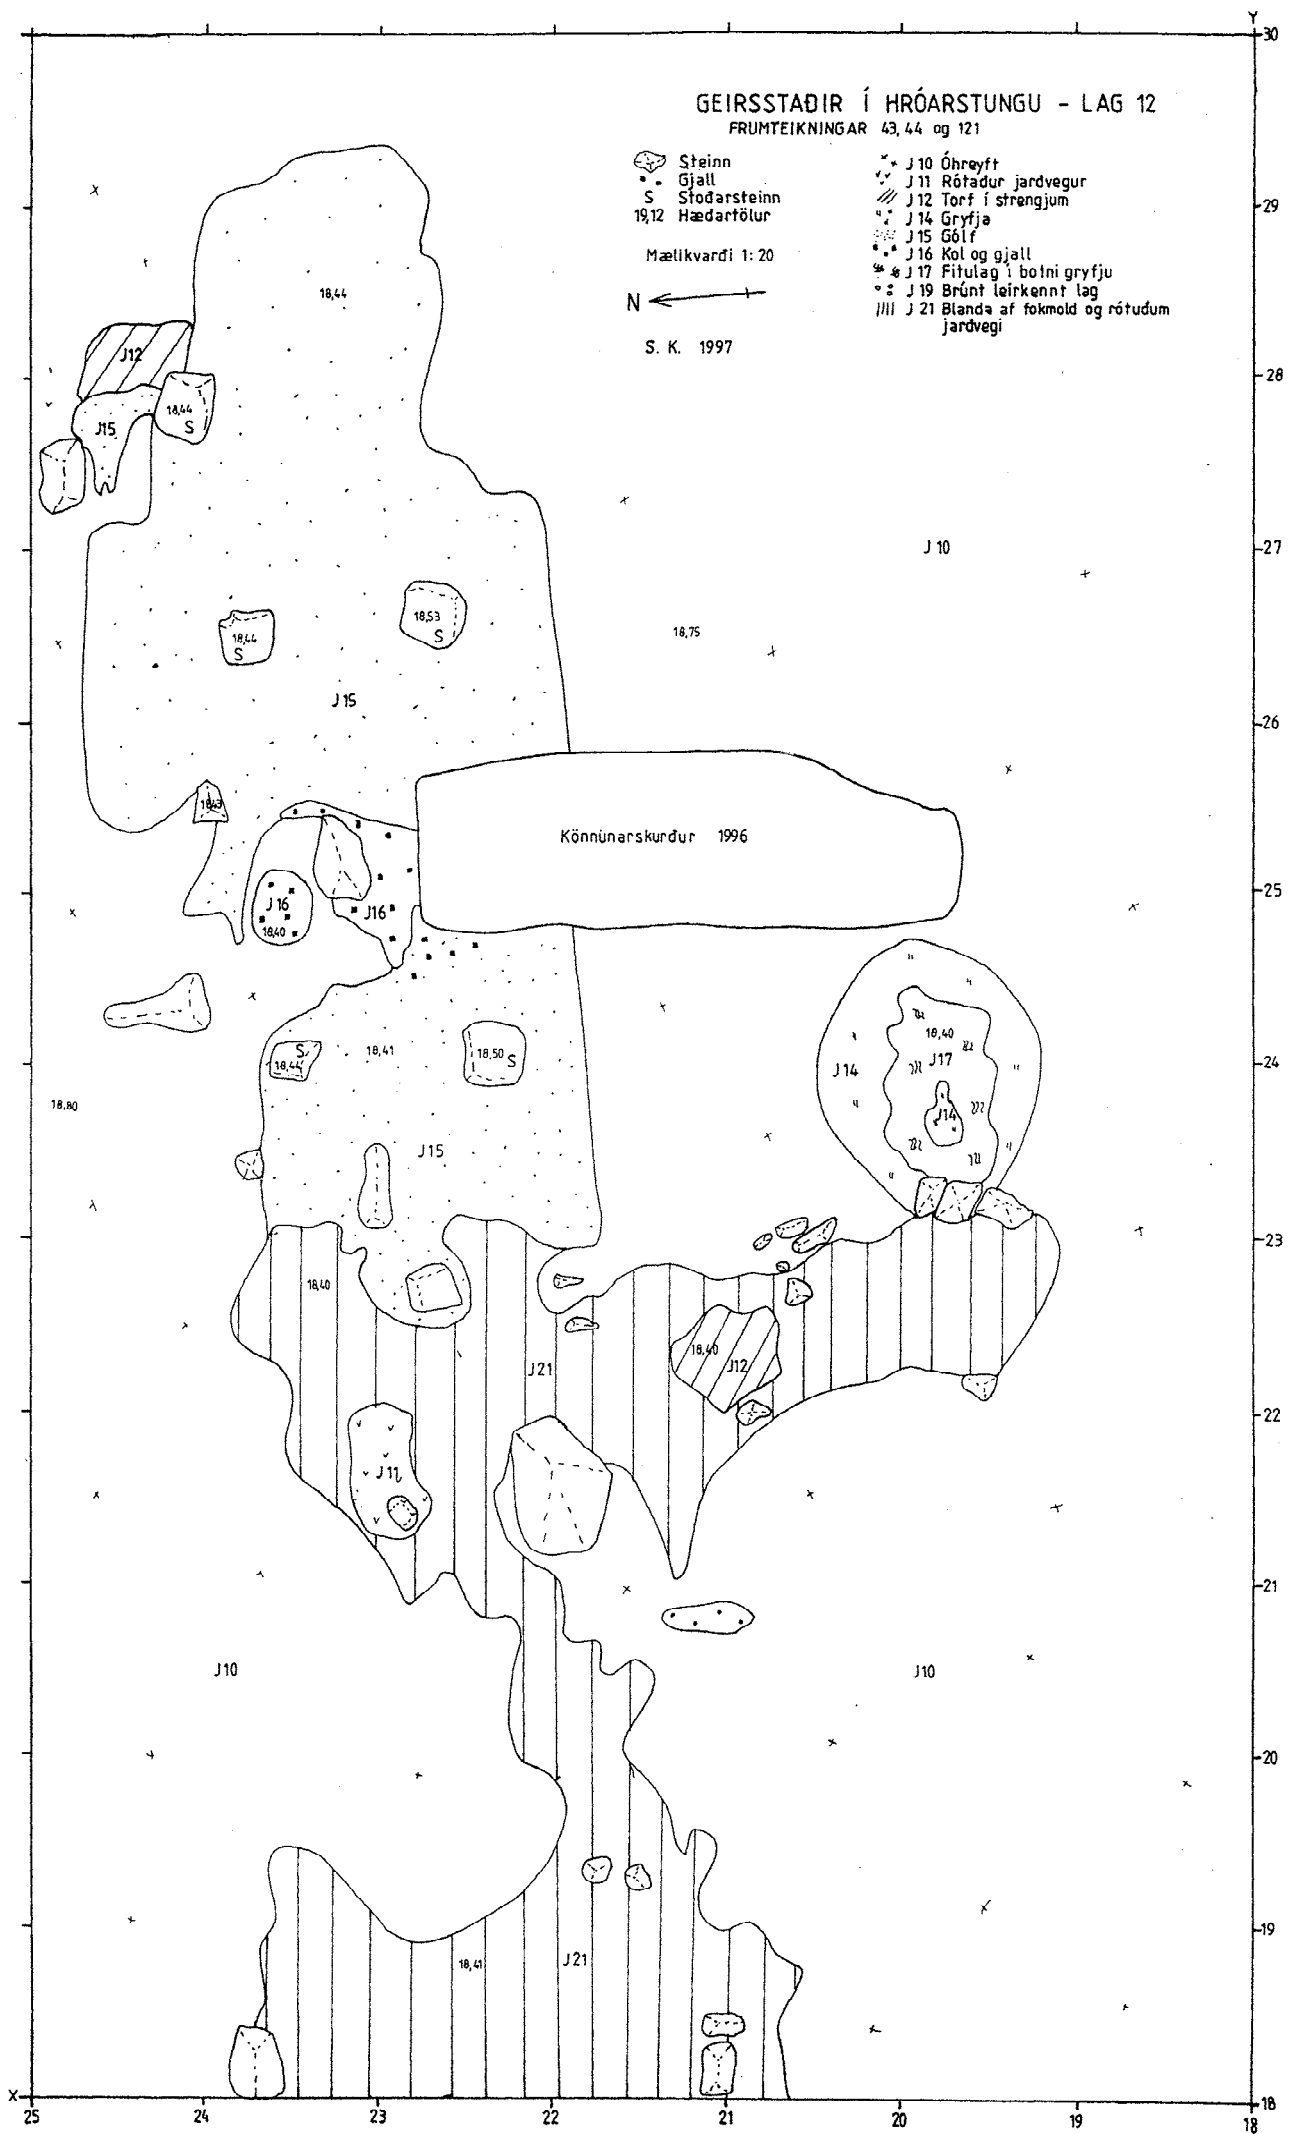 Y
30
GEIRSSTAÐIR Í HRÓARSTUNGU - LAG 12
FRUMTEIKNINGAR 43, 44 og 121
Steinn
Gjall
S Stoðarsteinn
19,12 Hæðartölur
Mælikvarði 1:20
N
S. K. 1997
J 10 Óhreyft
J 11 Rótaður jarðvegur
J 12 Torf í strengjum
J 14 Gryfja
J 15 Gólf
J 16 Kol og gjall
J 17 Fitulag í botni gryfju
J 19 Brúnt leirkennt lag
J 21 Blanda af fokmold og rótuðum
jarðvegi
29
18,44
J12
28
18,44
S
J15
27
J 10
18,53
S
18,44
S
18,75
J 15
26
18,43
Könnunarskurður 1996
25
J 16
18,40
J16
18,40
J17
J14
J14
S
18,44
18,41
18,50 S
24
18,80
J 15
23
18,40
18,40
J12
J21
22
J 11
21
J10
J10
20
19
18,41
J21
X
18
25
24
23
22
21
20
19
18